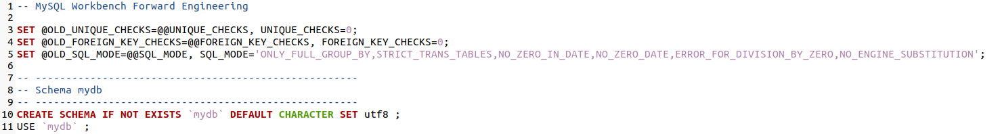 1 -- MySQL Workbench Forward Engineering
2
3 SET @OLD_UNIQUE_CHECKS=@@UNIQUE_CHECKS, UNIQUE_CHECKS=0;
4 SET @OLD_FOREIGN_KEY_CHECKS=@@FOREIGN_KEY_CHECKS, FOREIGN_KEY_CHECKS=0;
5 SET @OLD_SQL_MODE=@@SQL_MODE, SQL_MODE='ONLY_FULL_GROUP_BY,STRICT_TRANS_TABLES,NO_ZERO_IN_DATE,NO_ZERO_DATE,ERROR_FOR_DIVISION_BY_ZERO,NO_ENGINE_SUBSTITUTION';
6
7 -- -----------------------------------------------------
8 -- Schema mydb
9 -- -----------------------------------------------------
10 CREATE SCHEMA IF NOT EXISTS `mydb` DEFAULT CHARACTER SET utf8 ;
11 USE `mydb` ;